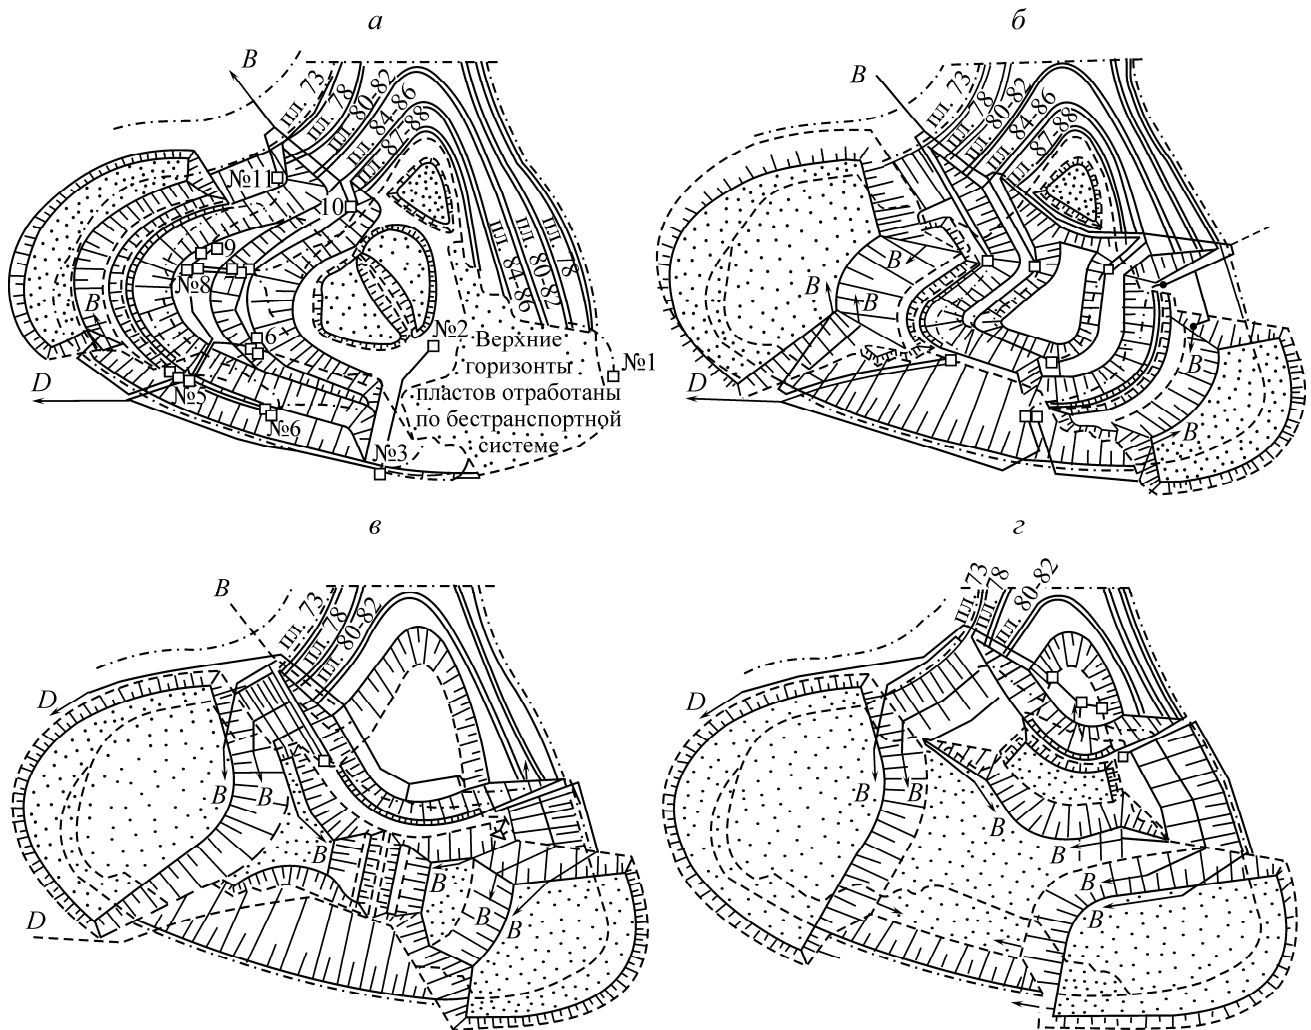 а
В
пл. 73
пл. 78
пл. 80-82
пл. 84-86
пл. 87-88
№11
10
9
№8
7
6
В
D
№5
№6
№2
№3
№1
пл. 84-86
пл. 80-82
пл. 78
Верхние
горизонты
пластов отработаны
по бестранспортной
системе
б
В
пл. 73
пл. 78
пл. 80-82
пл. 84-86
пл. 87-88
В
В
В
D
В
В
в
В
пл. 73
пл. 78
пл. 80-82
D
В
В
В
В
В
В
D
г
пл. 73
пл. 78
пл. 80-82
D
В
В
В
В
В
В